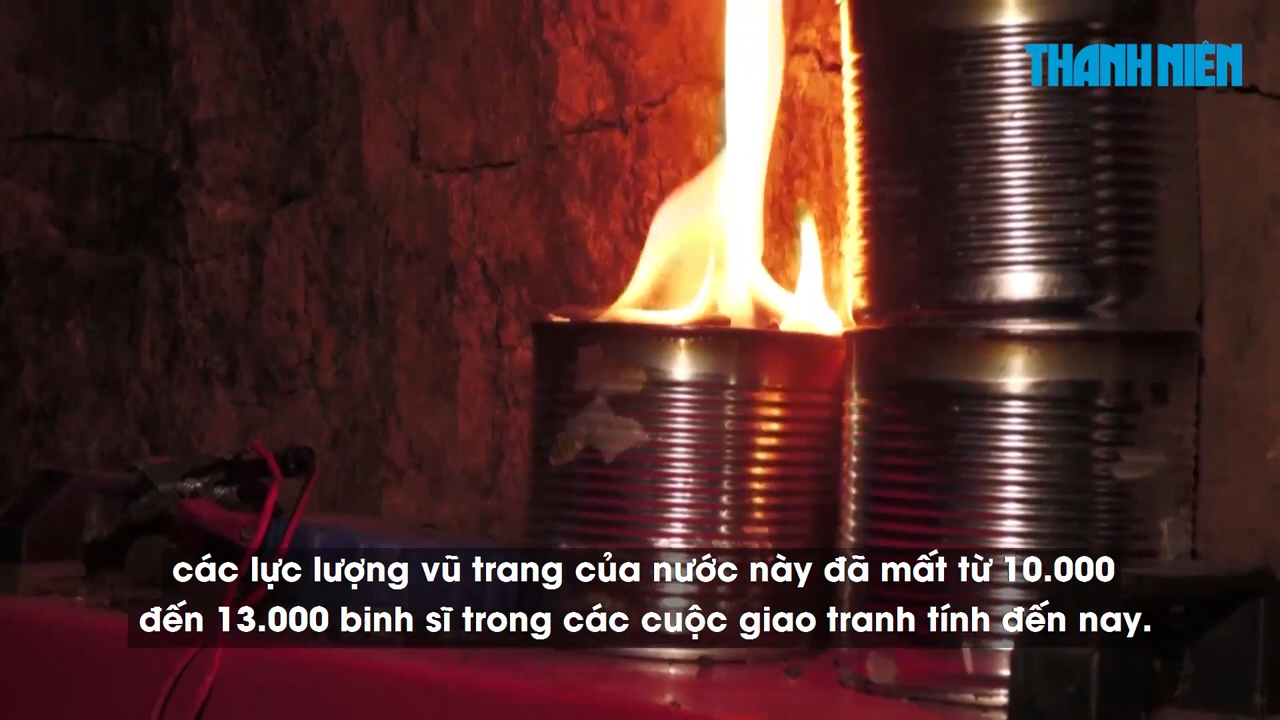 THANH NIÊN
các lực lượng vũ trang của nước này đã mất từ 10.000
đến 13.000 binh sĩ trong các cuộc giao tranh tính đến nay.